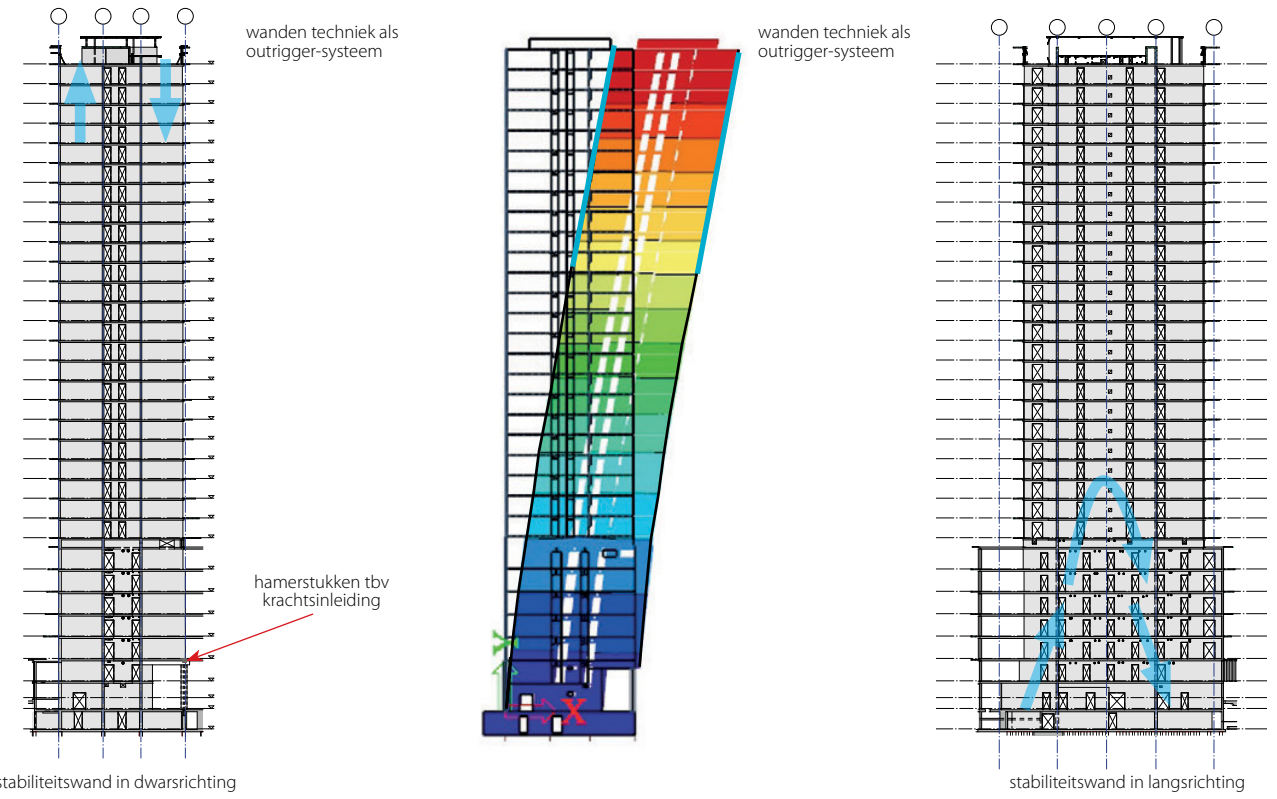 wanden techniek als
outrigger-systeem
wanden techniek als
outrigger-systeem
hamerstukken tbv
krachtsinleiding
Y
X
stabiliteitswand in dwarsrichting
stabiliteitswand in langsrichting